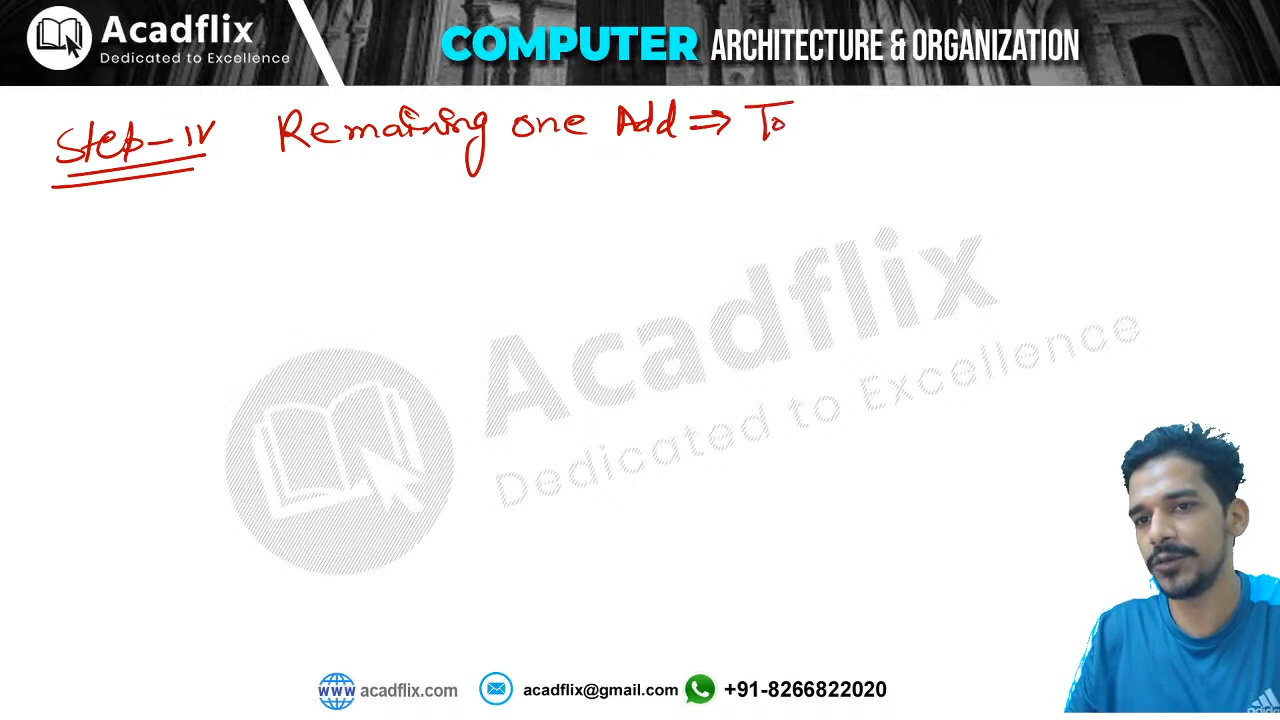 Acadflix
Dedicated to Excellence
COMPUTER ARCHITECTURE & ORGANIZATION
Step-IV Remaining one Add ⇒ To
Acadflix
Dedicated to Excellence
acadflix.com acadflix@gmail.com +91-8266822020
adidas